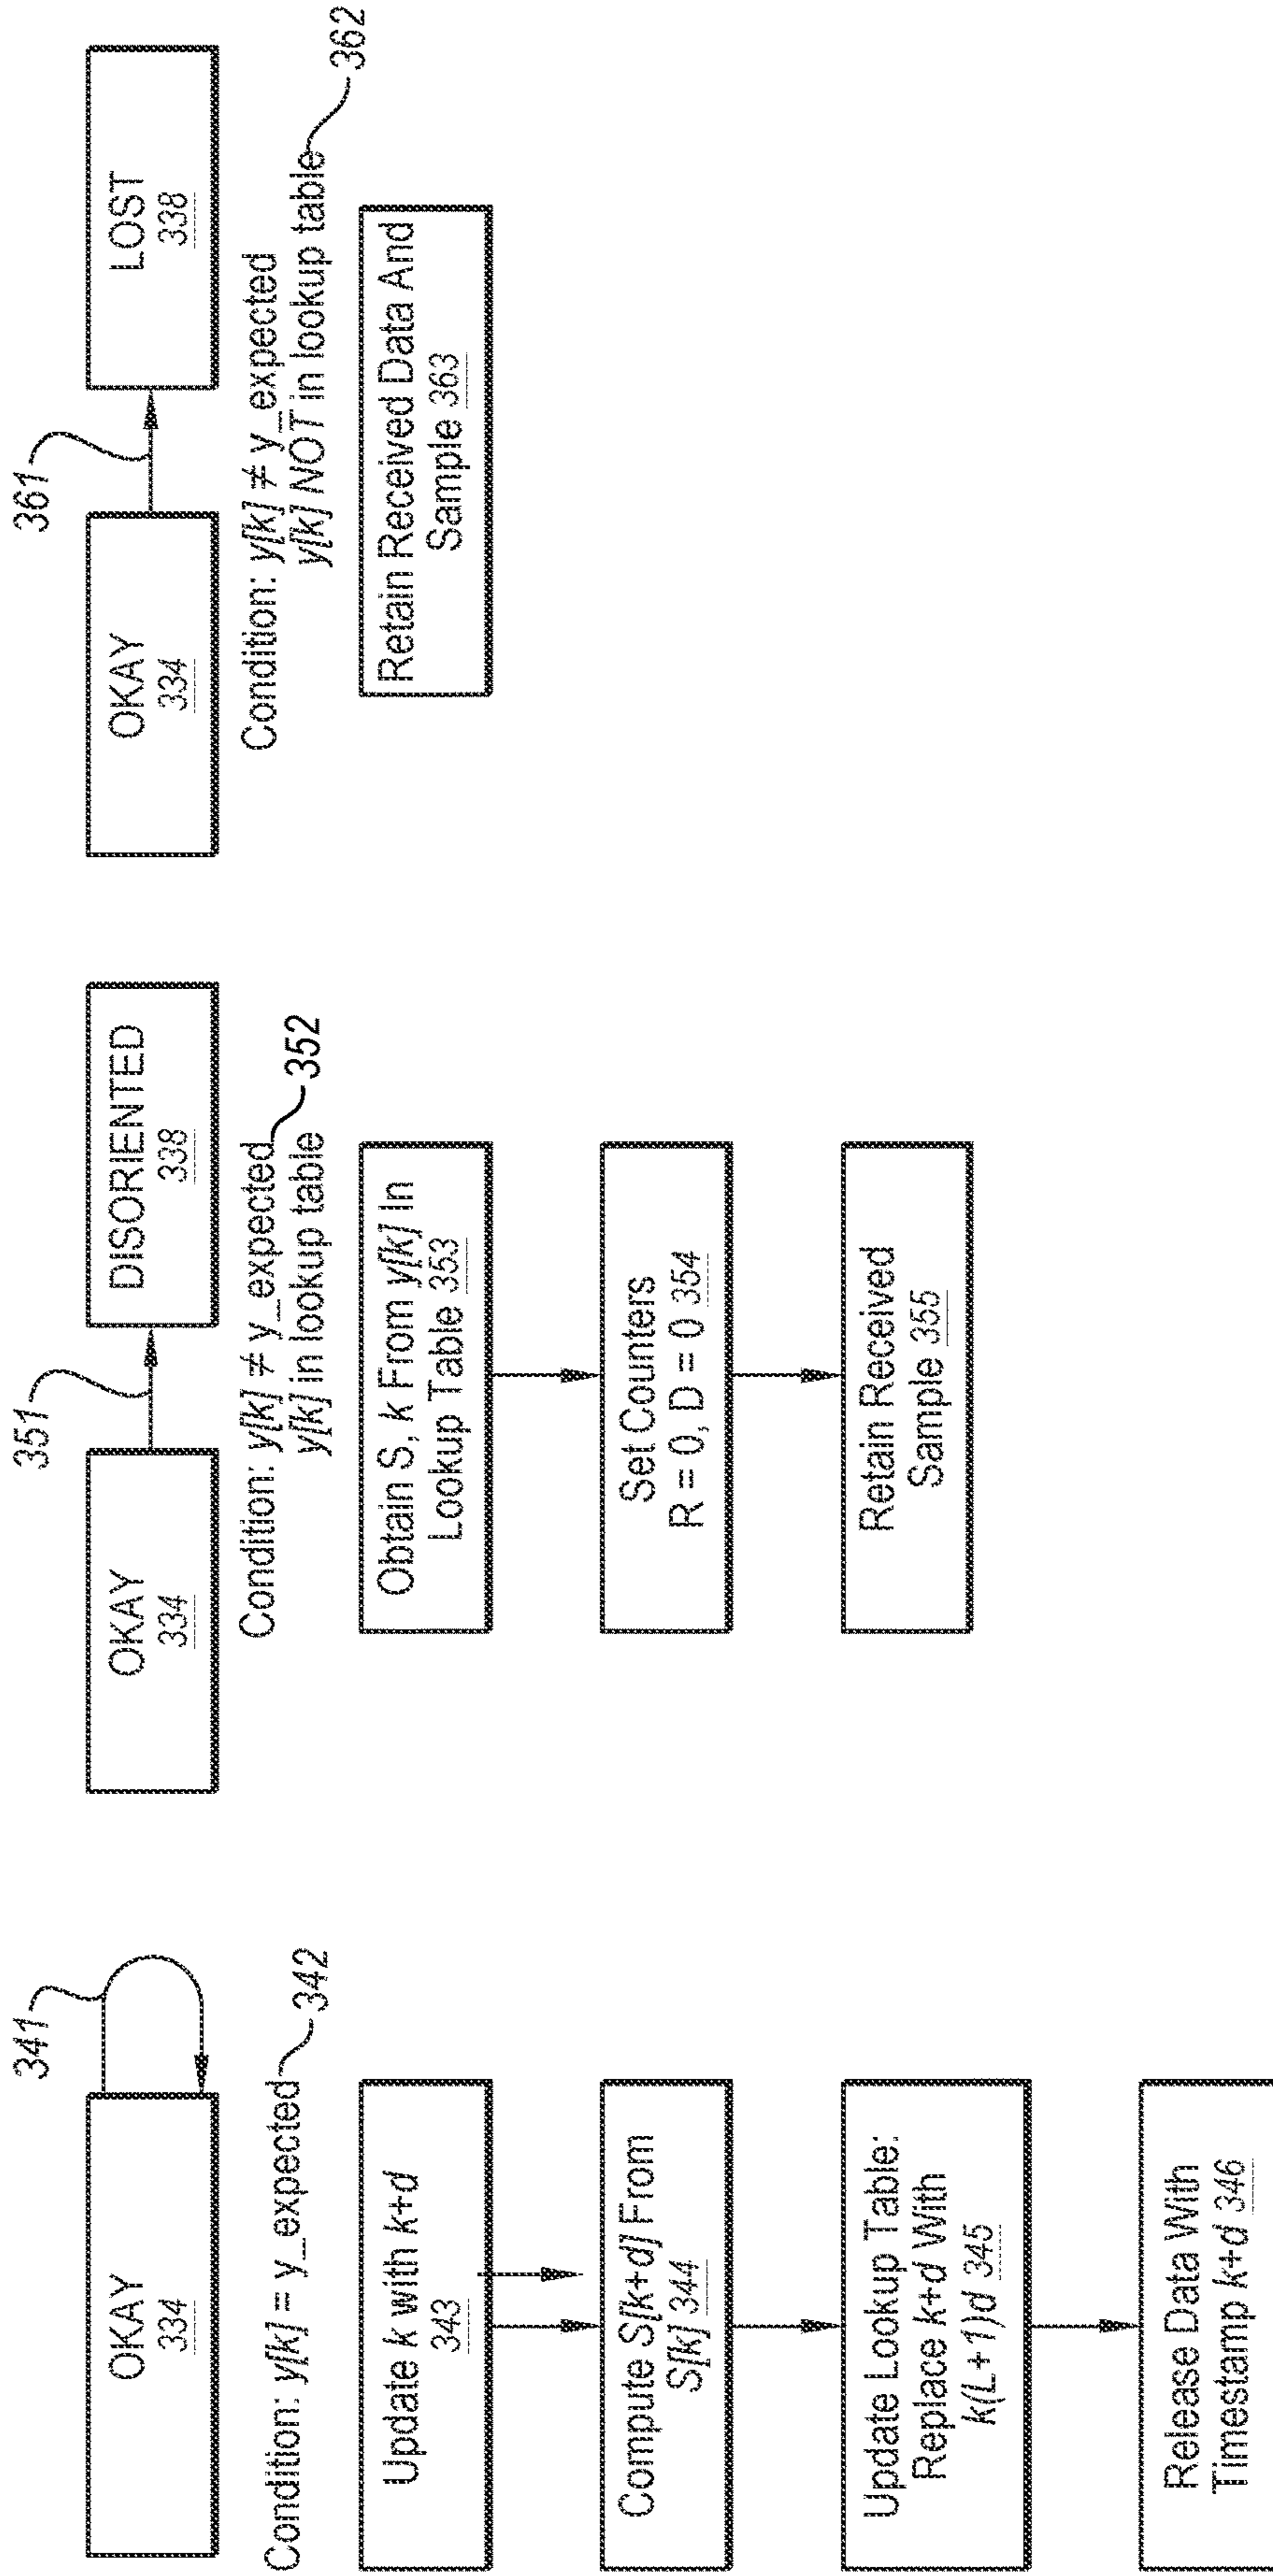 341
OKAY
334
Condition: y[k] = y_expected
342
Update k with k+d
343
Compute S[k+d] From
S[k] 344
Update Lookup Table:
Replace k+d With
k(L+1)d 345
Release Data With
Timestamp k+d 346
351
OKAY
334
DISORIENTED
338
Condition: y[k] ≠ y_expected
352
y[k] in lookup table
Obtain S, k From y[k] In
Lookup Table 353
Set Counters
R = 0, D = 0 354
Retain Received
Sample 355
361
OKAY
334
LOST
338
Condition: y[k] ≠ y_expected
y[k] NOT in lookup table
362
Retain Received Data And
Sample 363